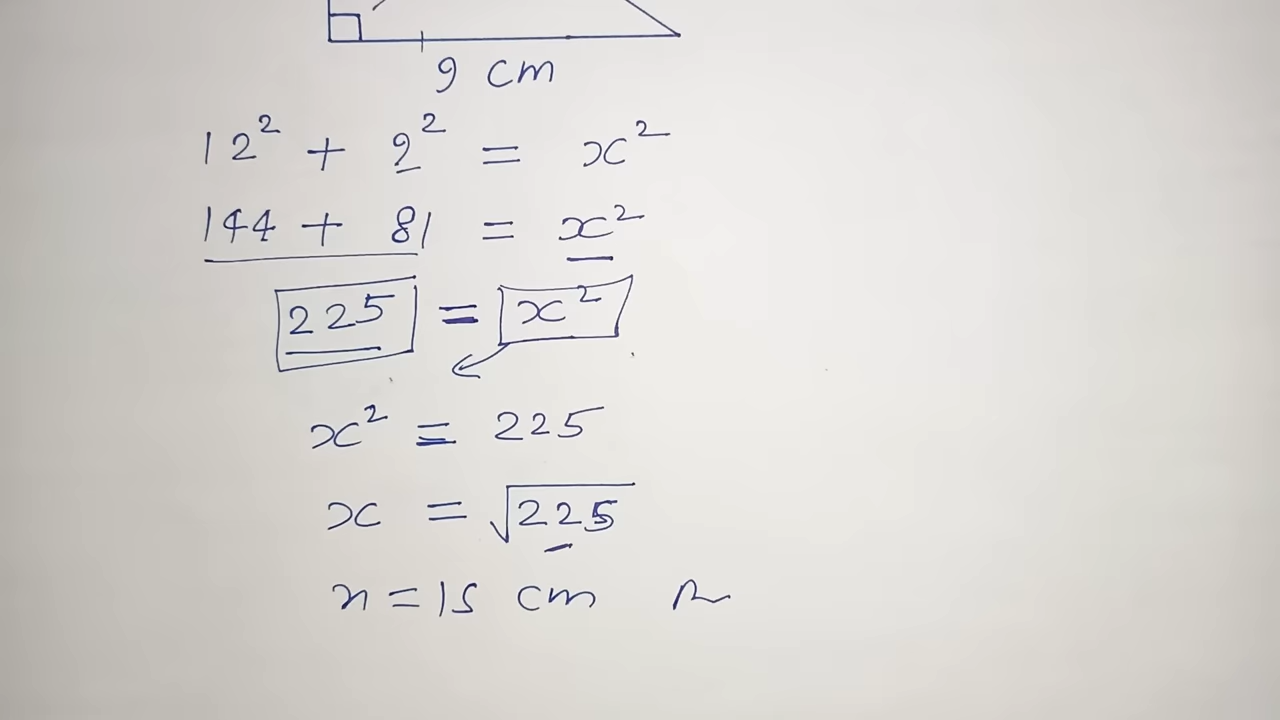 9 cm
12² + 9² = x²
144 + 81 = x²
225 = x²
x² = 225
x = √225
x = 15 cm